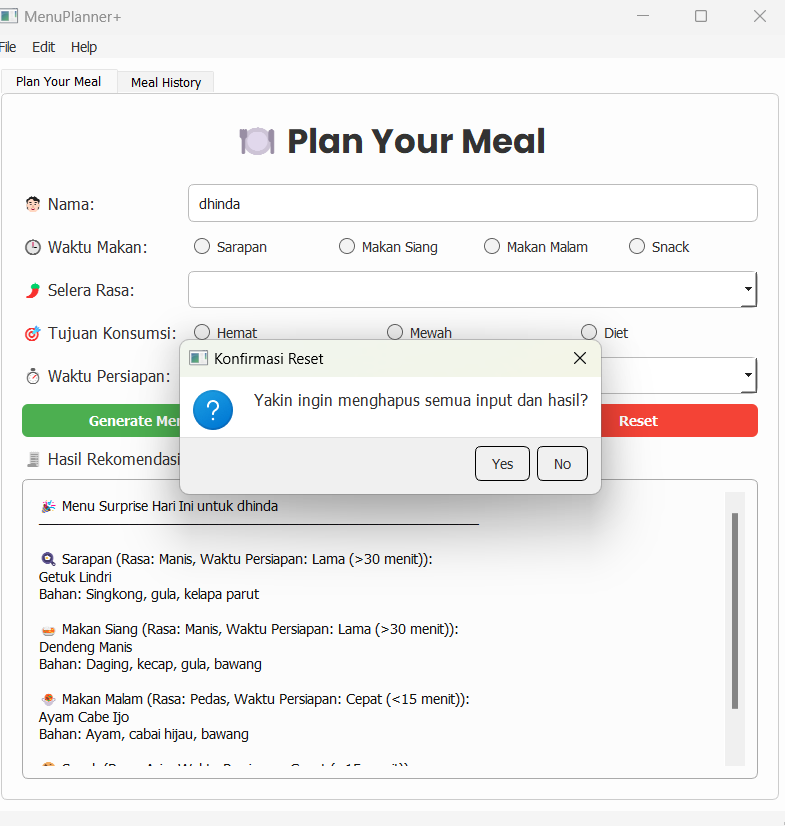 MenuPlanner+
File Edit Help
Plan Your Meal Meal History
Plan Your Meal
Nama: dhinda
Waktu Makan: Sarapan Makan Siang Makan Malam Snack
Selera Rasa:
Tujuan Konsumsi: Hemat Mewah Diet
Konfirmasi Reset
Waktu Persiapan:
Yakin ingin menghapus semua input dan hasil?
Generate Reset
Hasil Rekomendasi
Yes No
Menu Surprise Hari Ini untuk dhinda
Sarapan (Rasa: Manis, Waktu Persiapan: Lama (>30 menit)):
Getuk Lindri
Bahan: Singkong, gula, kelapa parut
Makan Siang (Rasa: Manis, Waktu Persiapan: Lama (>30 menit)):
Dendeng Manis
Bahan: Daging, kecap, gula, bawang
Makan Malam (Rasa: Pedas, Waktu Persiapan: Cepat (<15 menit)):
Ayam Cabe Ijo
Bahan: Ayam, cabai hijau, bawang